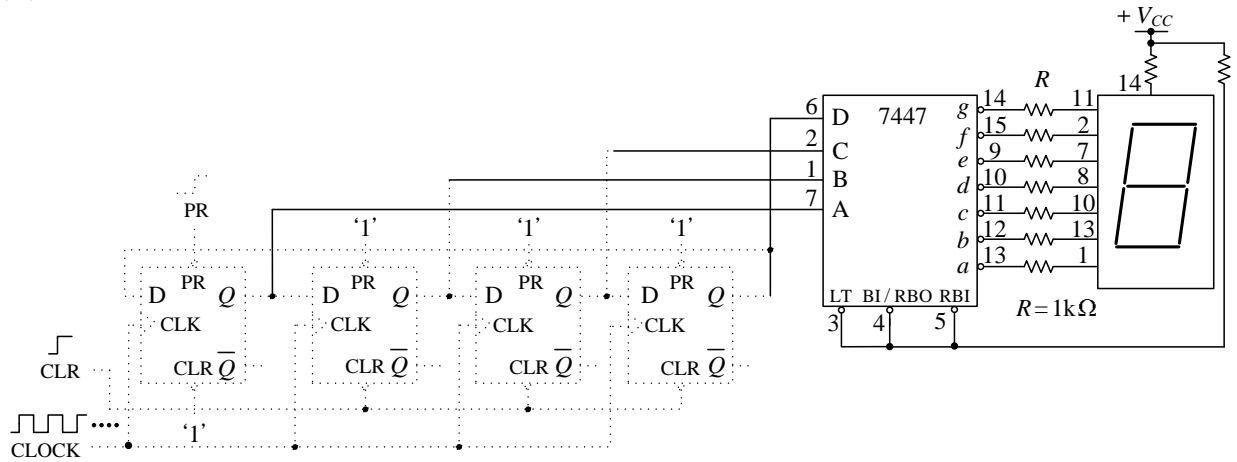 + V_CC
14
R
6 D 7447 g 14 11
f 15 2
2 C e 9 7
1 B d 10 8
7 A c 11 10
b 12 13
a 13 1
LT BI / RBO RBI
3 4 5
R = 1kΩ
PR '1' '1' '1'
PR PR PR PR
D Q D Q D Q D Q
CLK CLK CLK CLK
CLR Q̅ CLR Q̅ CLR Q̅ CLR Q̅
CLR
'1'
CLOCK